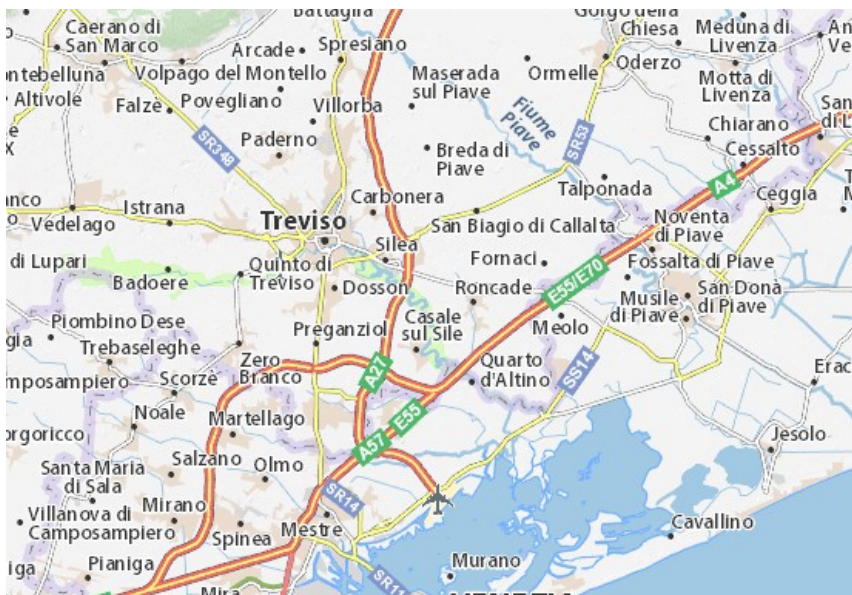 Battaglia
Caerano di
San Marco
Arcade
Spresiano
Volpago del Montello
Altivole
Falzè
Povegliano
Villorba
Maserada
sul Piave
Ormelle
Gorgo della
Chiesa
Oderzo
Meduna di
Livenza
Motta di
Livenza
Fiume
Piave
SR348
SR53
Paderno
Breda di
Piave
Chiarano
Cessalto
Talponada
A4
Ceggia
Vedelago
Istrana
Treviso
Carbonera
San Biagio di Callalta
Noventa
di Piave
Silea
Fornaci
Fossalta di Piave
di Lupari
Badoere
Quinto di
Treviso
Dosson
Roncade
E55/E70
Musile
di Piave
San Donà
di Piave
Piombino Dese
Preganziol
Casale
sul Sile
Meolo
Trebaseleghe
Zero
Branco
A27
Quarto
d'Altino
SS14
Scorzè
Noale
Martellago
E55
A57
Jesolo
Salzano
Olmo
Santa Maria
di Sala
Mirano
SR14
Villanova di
Camposampiero
Spinea
Mestre
Cavallino
Pianiga
Mira
Murano
SR11